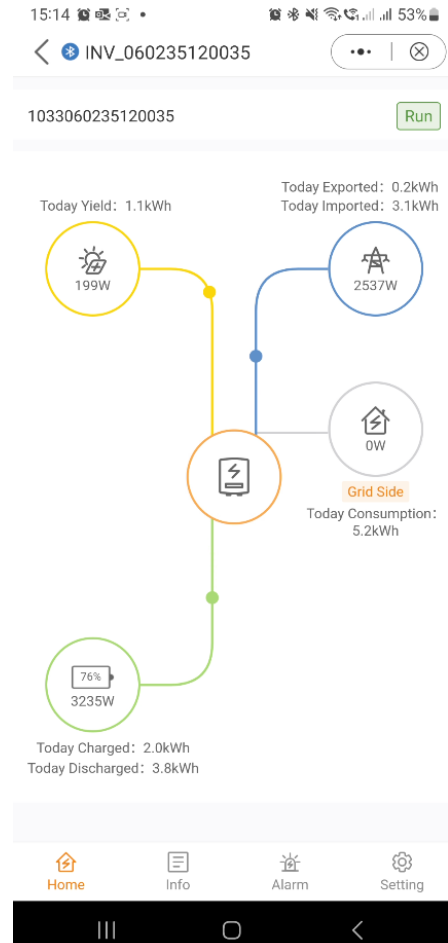 15:14
53%
INV_060235120035
1033060235120035
Run
Today Exported: 0.2kWh
Today Yield: 1.1kWh
Today Imported: 3.1kWh
199W
2537W
0W
Grid Side
Today Consumption:
5.2kWh
76%
3235W
Today Charged: 2.0kWh
Today Discharged: 3.8kWh
Home
Info
Alarm
Setting